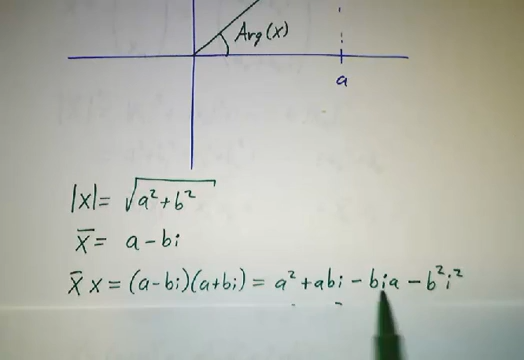 Arg(x)
a
|x| = √(a² + b²)
x̄ = a - bi
x̄ x = (a - bi)(a + bi) = a² + abi - bia - b²i²